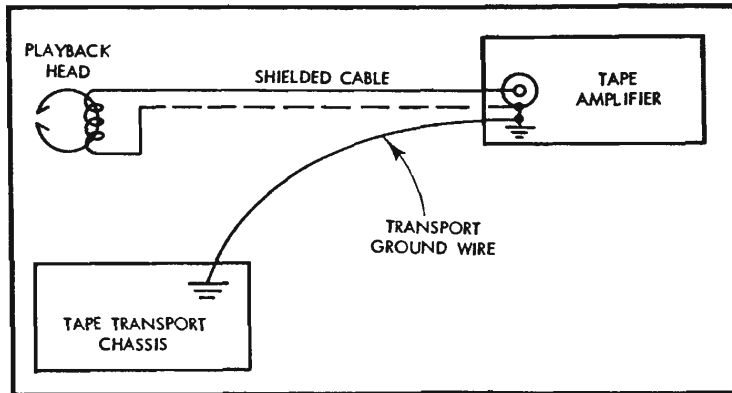 PLAYBACK
HEAD
SHIELDED CABLE
TAPE
AMPLIFIER
TRANSPORT
GROUND WIRE
TAPE TRANSPORT
CHASSIS